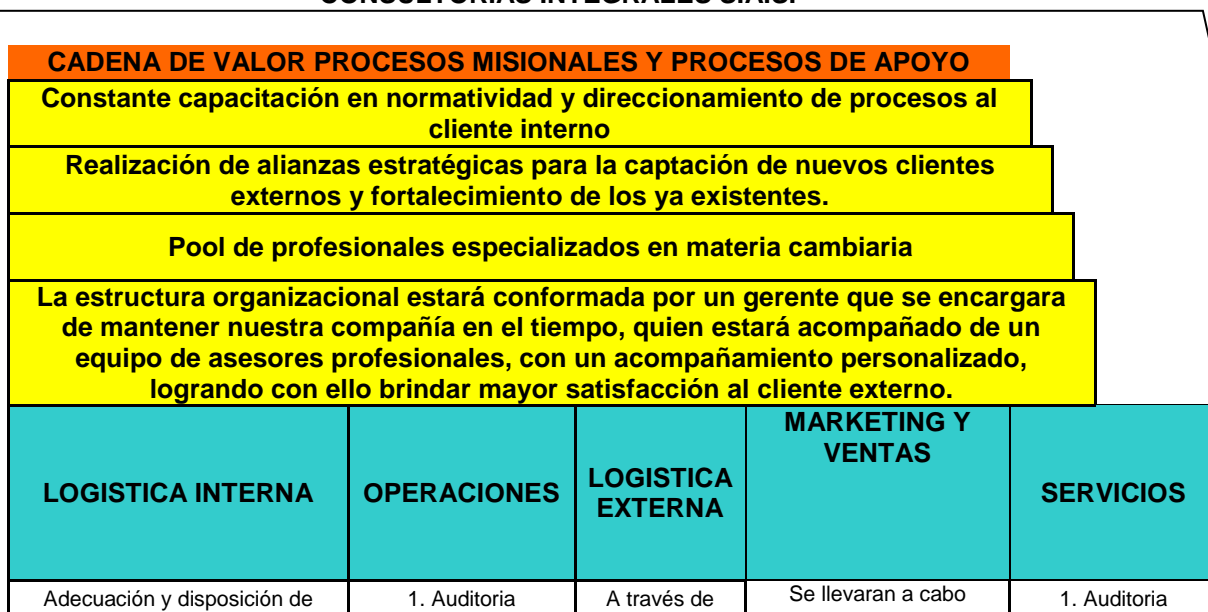 CONSULTORIAS INTEGRALES S.A.S.
CADENA DE VALOR PROCESOS MISIONALES Y PROCESOS DE APOYO
Constante capacitación en normatividad y direccionamiento de procesos al
cliente interno
Realización de alianzas estratégicas para la captación de nuevos clientes
externos y fortalecimiento de los ya existentes.
Pool de profesionales especializados en materia cambiaria
La estructura organizacional estará conformada por un gerente que se encargara
de mantener nuestra compañía en el tiempo, quien estará acompañado de un
equipo de asesores profesionales, con un acompañamiento personalizado,
logrando con ello brindar mayor satisfacción al cliente externo.
LOGISTICA INTERNA
OPERACIONES
LOGISTICA
EXTERNA
MARKETING Y
VENTAS
SERVICIOS
Adecuación y disposición de
1. Auditoria
A través de
Se llevaran a cabo
1. Auditoria